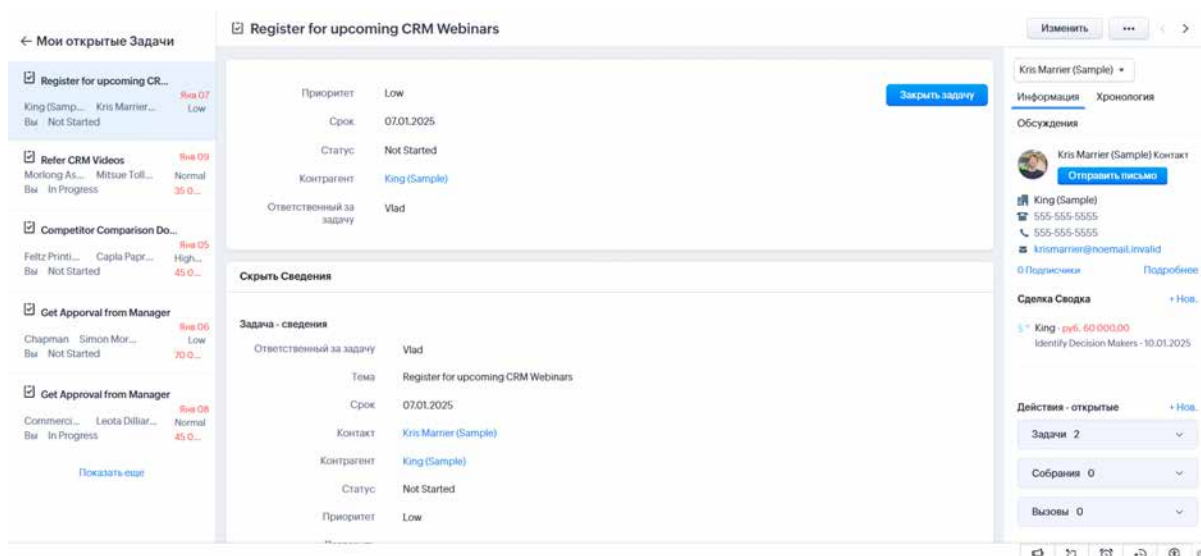 ← Мои открытые Задачи
Register for upcoming CR...
Янв 07
King (Samp... Kris Marrier... Low
Вы Not Started
Refer CRM Videos
Янв 09
Morlong As... Mitsue Toll... Normal
Вы In Progress 35 0...
Competitor Comparison Do...
Янв 05
Feltz Printi... Capla Papr... High...
Вы Not Started 45 0...
Get Apporval from Manager
Янв 06
Chapman Simon Mor... Low
Вы Not Started 70 0...
Get Approval from Manager
Янв 08
Commerci... Leota Dilliar... Normal
Вы In Progress 45 0...
Показать еще
Register for upcoming CRM Webinars
Изменить ...
Приоритет Low
Закрыть задачу
Срок 07.01.2025
Статус Not Started
Контрагент King (Sample)
Ответственный за
задачу
Vlad
Скрыть Сведения
Задача - сведения
Ответственный за задачу Vlad
Тема Register for upcoming CRM Webinars
Срок 07.01.2025
Контакт Kris Marrier (Sample)
Контрагент King (Sample)
Статус Not Started
Приоритет Low
Kris Marrier (Sample)
Информация Хронология
Обсуждения
Kris Marrier (Sample) Контакт
Отправить письмо
King (Sample)
555-555-5555
555-555-5555
krismarrier@noemail.invalid
0 Подписчики Подробнее
Сделка Сводка + Нов.
King - руб. 60 000,00
Identify Decision Makers - 10.01.2025
Действия - открытые + Нов.
Задачи 2
Собрания 0
Вызовы 0